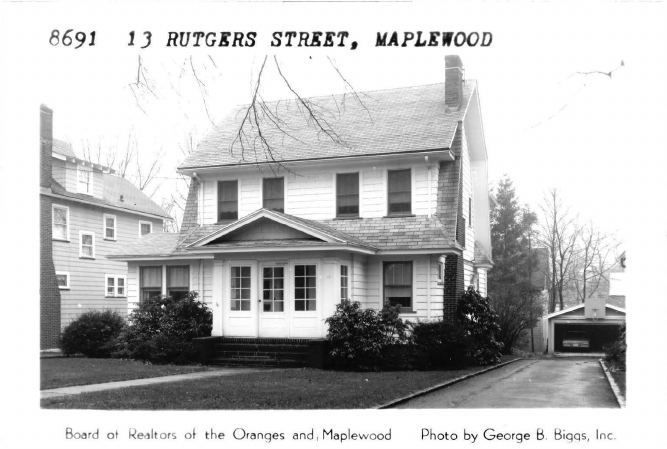 8691 13 RUTGERS STREET, MAPLEWOOD
Board of Realtors of the Oranges and Maplewood Photo by George B. Biggs, Inc.